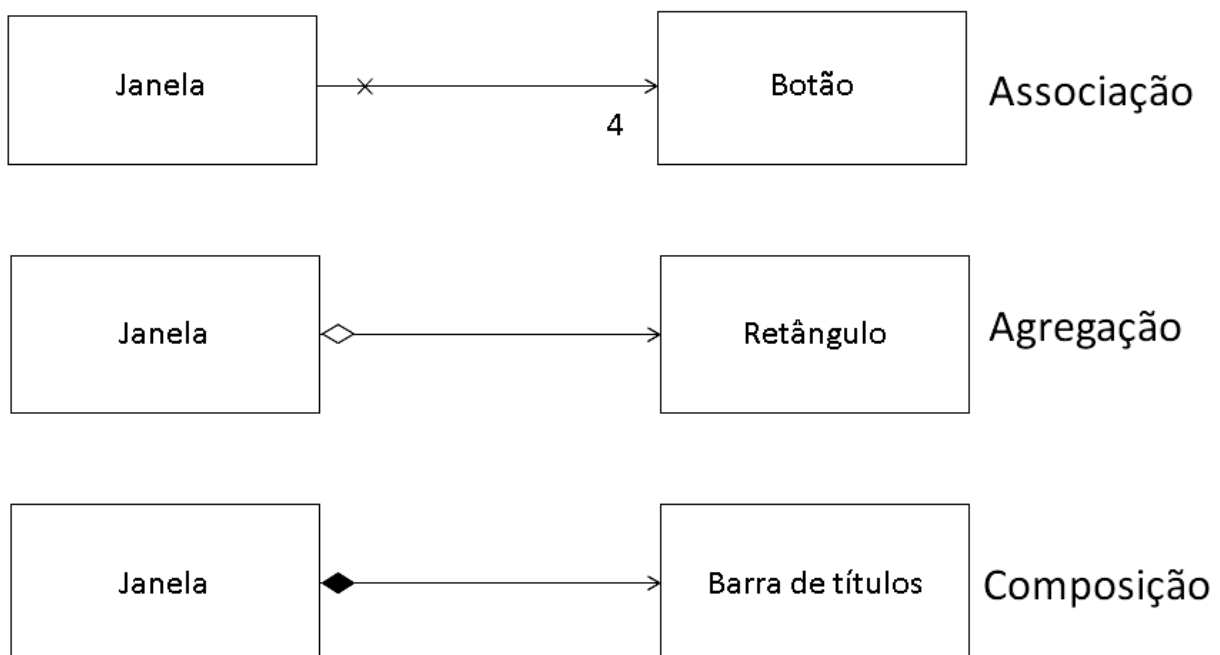 Janela
Botão
Associação
4
Janela
Retângulo
Agregação
Janela
Barra de títulos
Composição